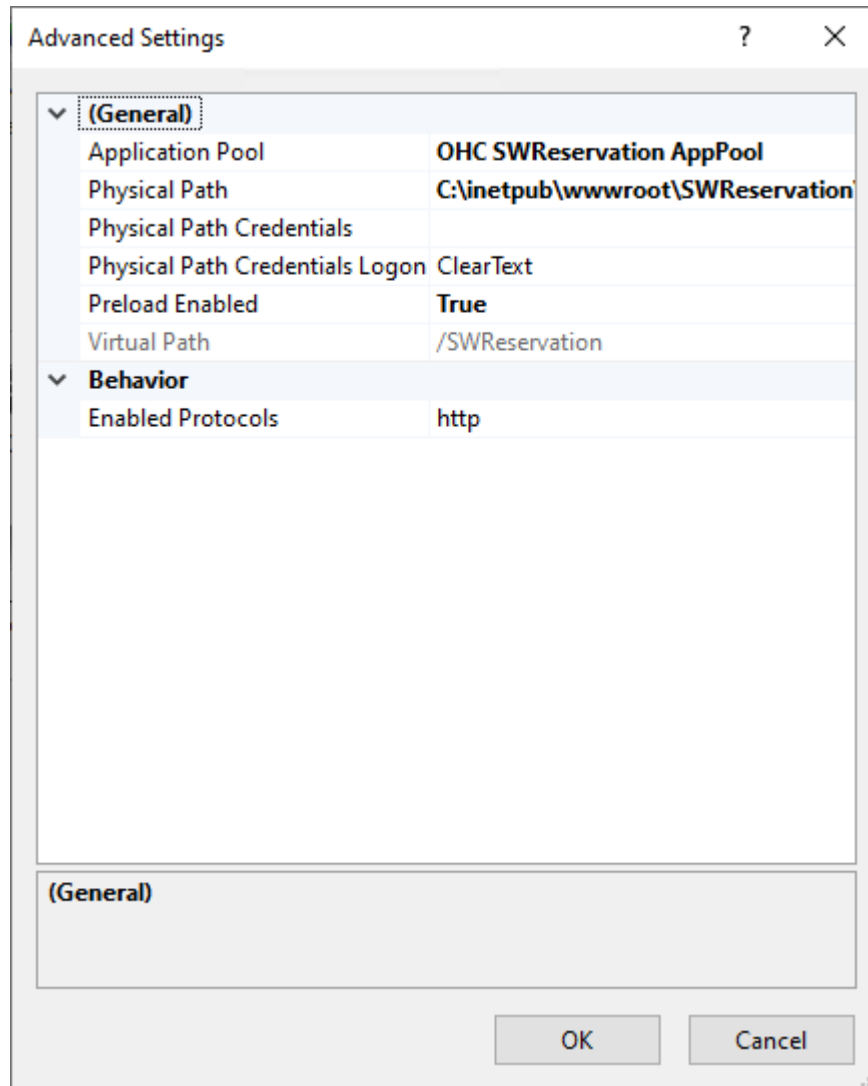 Advanced Settings ?
(General)
Application Pool OHC SWReservation AppPool
Physical Path C:\inetpub\wwwroot\SWReservation\
Physical Path Credentials
Physical Path Credentials Logon ClearText
Preload Enabled True
Virtual Path /SWReservation
Behavior
Enabled Protocols http
(General)
OK Cancel